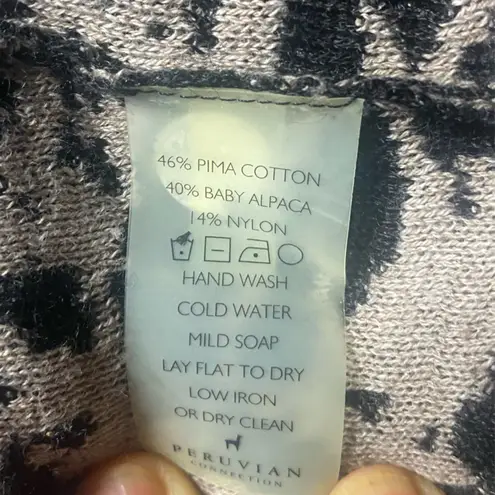 46% PIMA COTTON
40% BABY ALPACA
14% NYLON
HAND WASH
COLD WATER
MILD SOAP
LAY FLAT TO DRY
LOW IRON
OR DRY CLEAN
PERUVIAN
CONNECTION